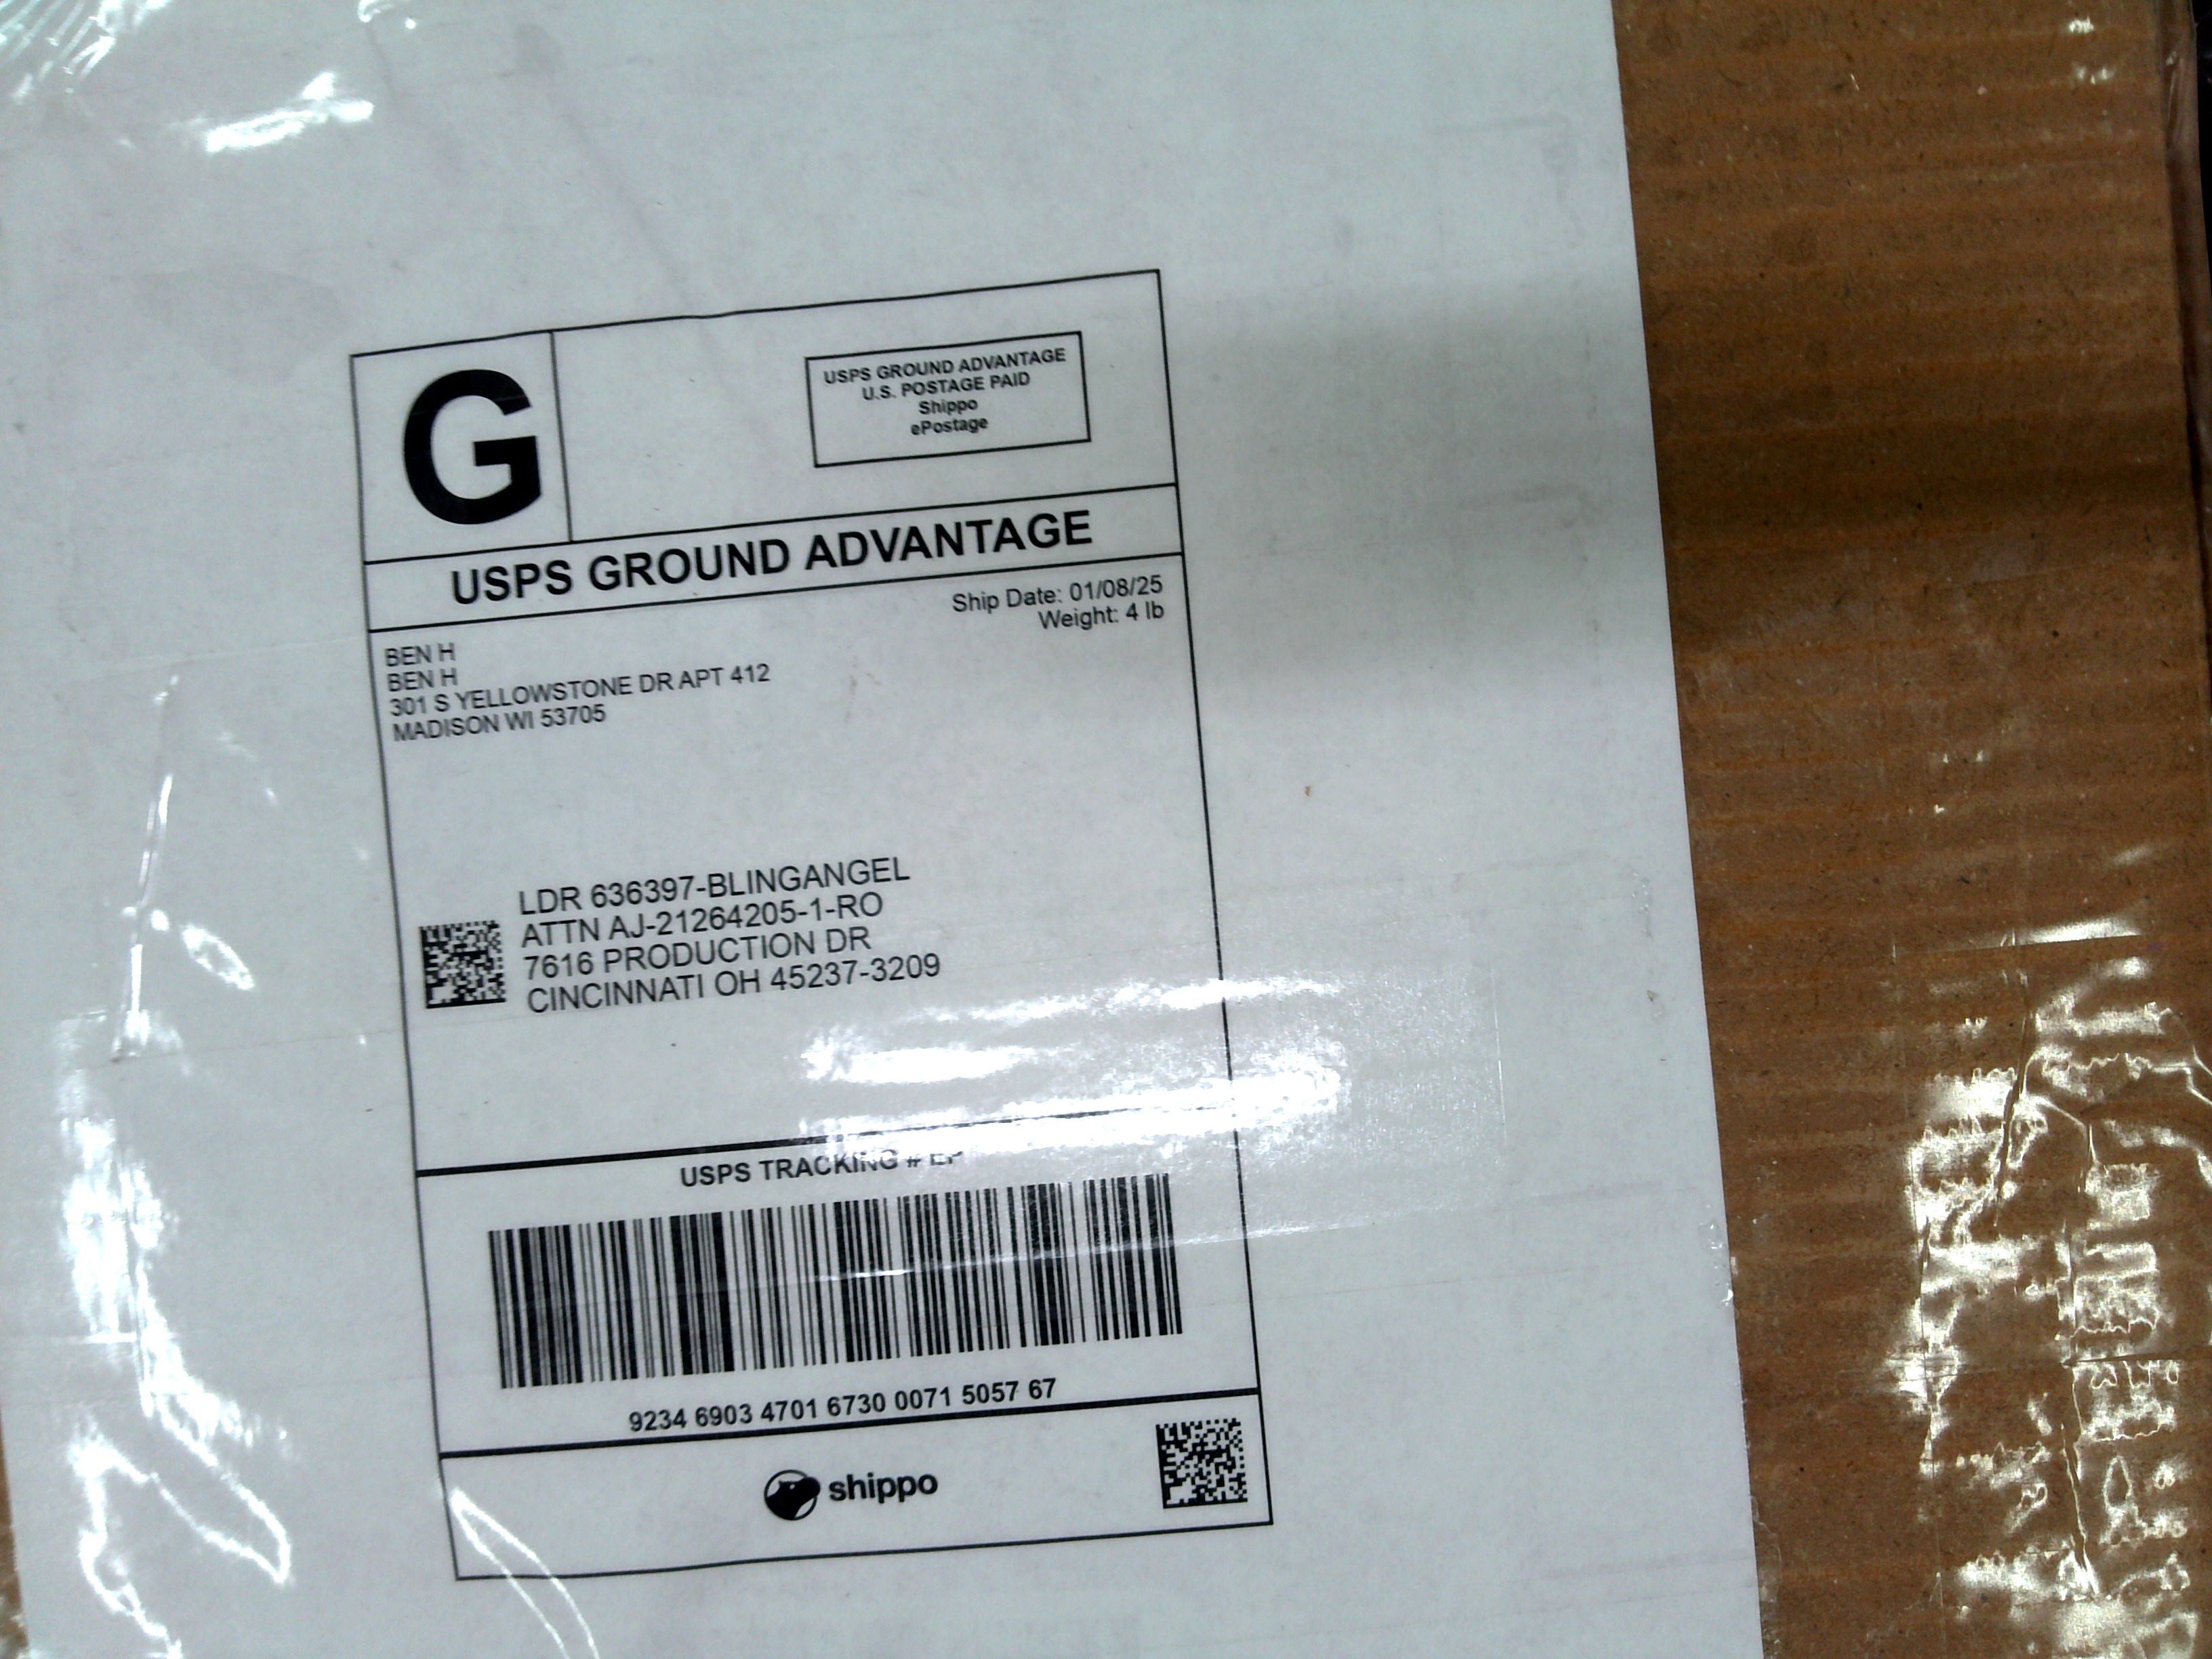 G
USPS GROUND ADVANTAGE
U.S. POSTAGE PAID
Shippo
ePostage
USPS GROUND ADVANTAGE
Ship Date: 01/08/25
Weight: 4 lb
BEN H
BEN H
301 S YELLOWSTONE DR APT 412
MADISON WI 53705
LDR 636397-BLINGANGEL
ATTN AJ-21264205-1-RO
7616 PRODUCTION DR
CINCINNATI OH 45237-3209
USPS TRACKING # EP
9234 6903 4701 6730 0071 5057 67
shippo